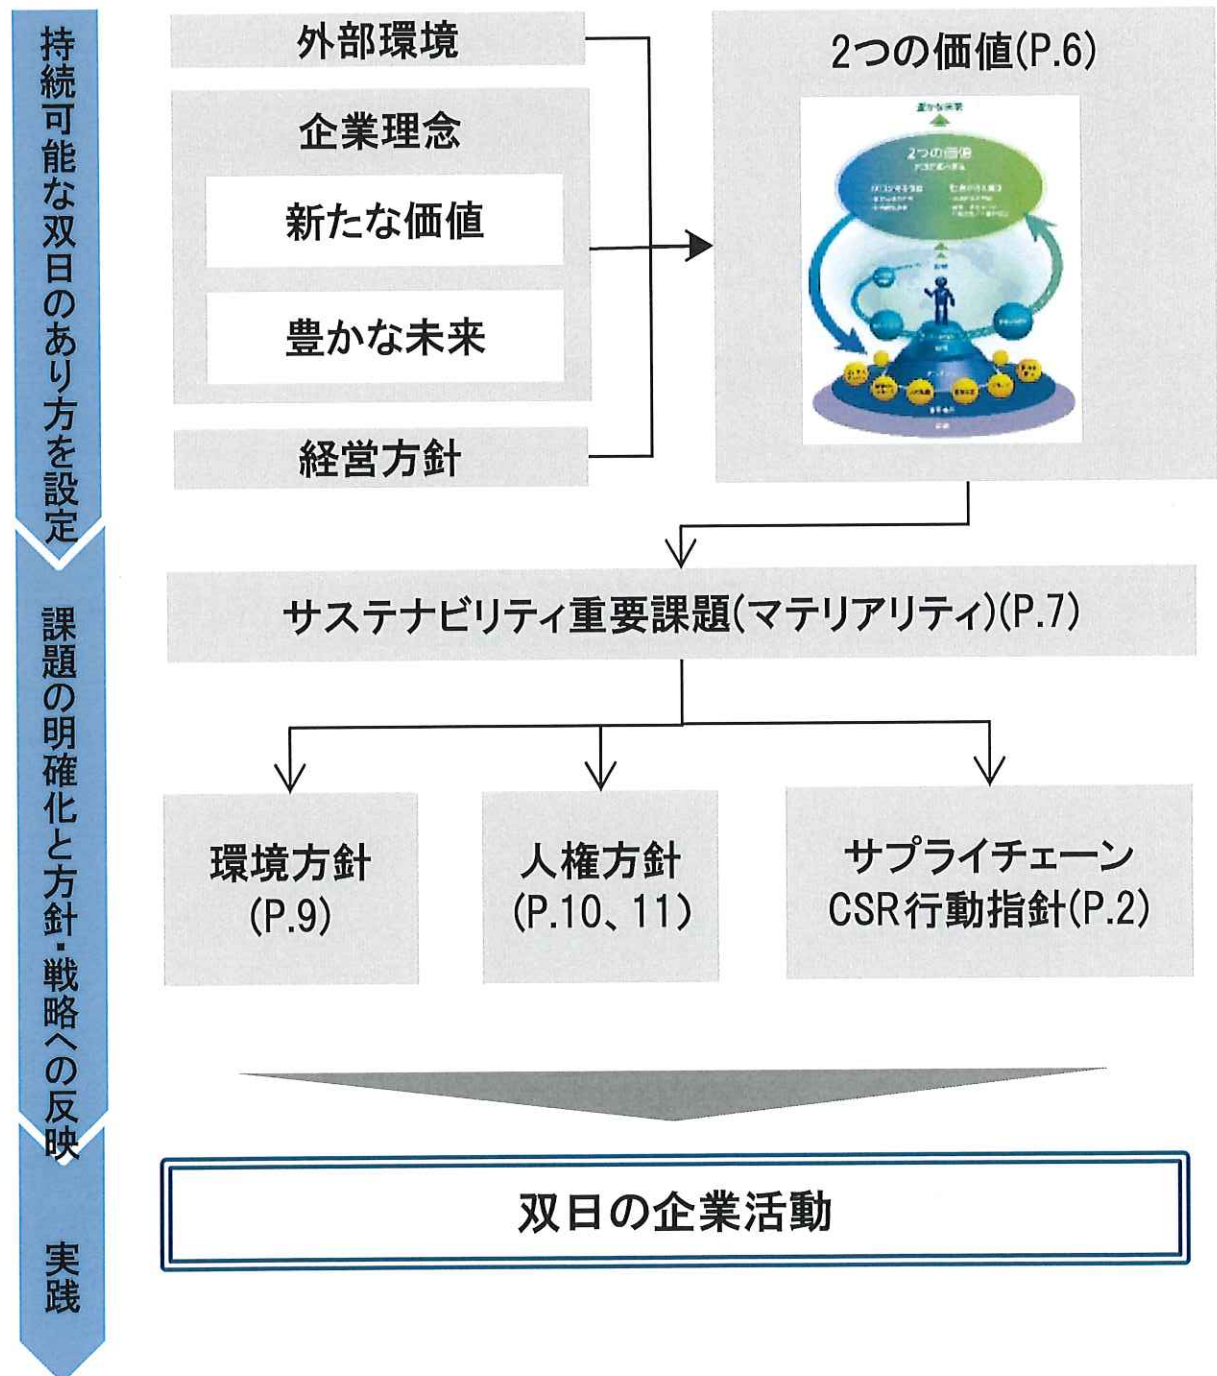 持続可能な双日のあり方を設定
外部環境
企業理念
新たな価値
豊かな未来
経営方針
2つの価値(P.6)
豊かな未来
2つの価値
課題の明確化と方針・戦略への反映
サステナビリティ重要課題(マテリアリティ)(P.7)
環境方針
(P.9)
人権方針
(P.10、11)
サプライチェーン
CSR行動指針(P.2)
実践
双日の企業活動